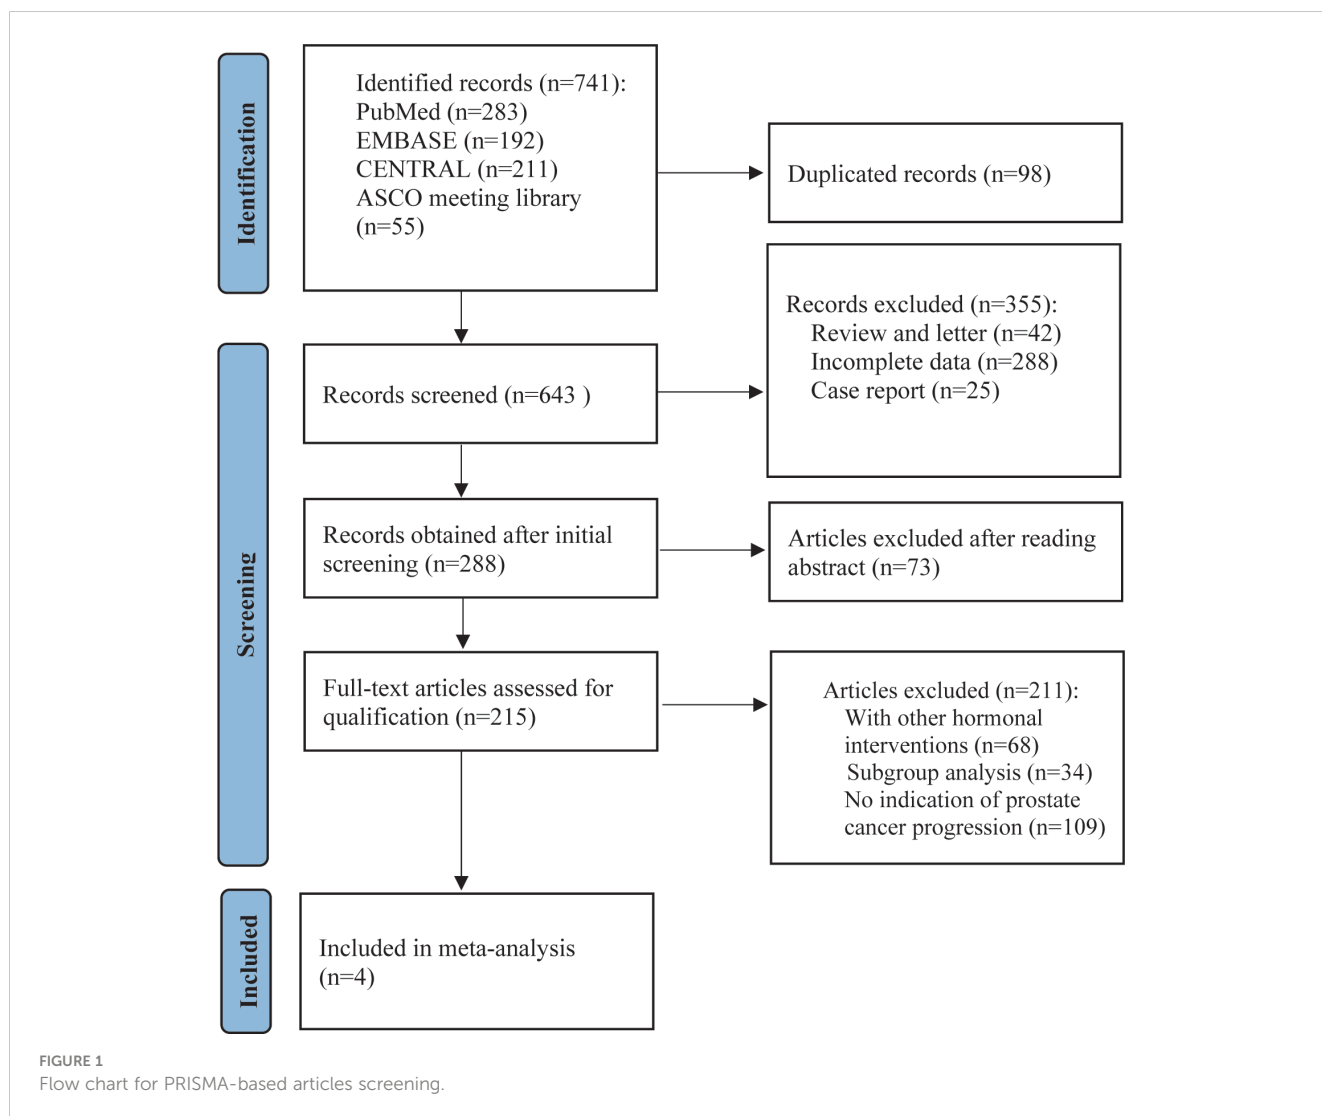 Identification
Identified records (n=741):
PubMed (n=283)
EMBASE (n=192)
CENTRAL (n=211)
ASCO meeting library
(n=55)
Duplicated records (n=98)
Screening
Records screened (n=643 )
Records excluded (n=355):
Review and letter (n=42)
Incomplete data (n=288)
Case report (n=25)
Records obtained after initial
screening (n=288)
Articles excluded after reading
abstract (n=73)
Full-text articles assessed for
qualification (n=215)
Articles excluded (n=211):
With other hormonal
interventions (n=68)
Subgroup analysis (n=34)
No indication of prostate
cancer progression (n=109)
Included
Included in meta-analysis
(n=4)
FIGURE 1
Flow chart for PRISMA-based articles screening.